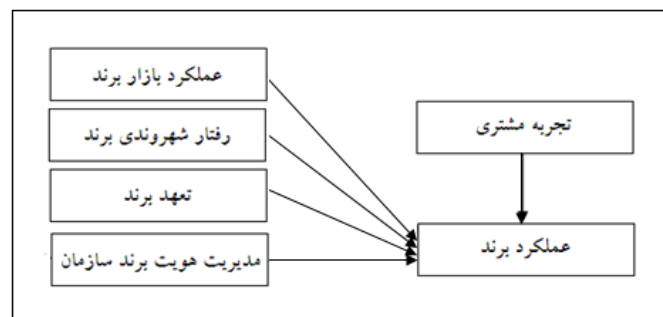 عملکرد بازار برند
رفتار شهروندی برند
تعهد برند
مدیریت هویت برند سازمان
تجربه مشتری
عملکرد برند